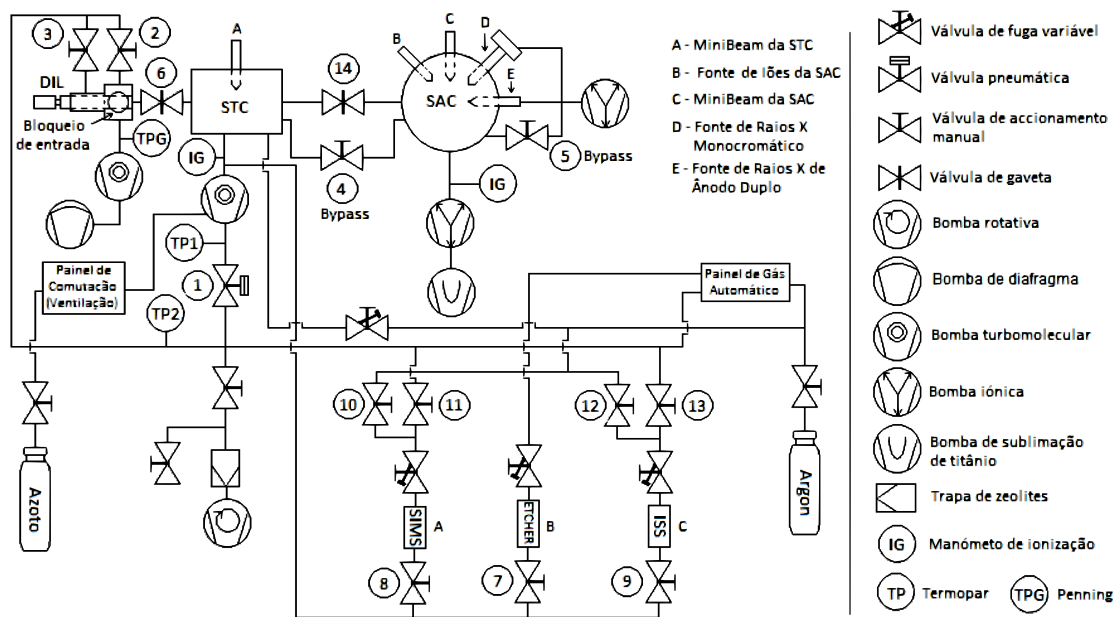 A
3
2
DIL
6
Bloqueio
de entrada
STC
TPG
IG
TP1
Painel de
Comutação
(Ventilação)
1
TP2
Azoto
14
4
Bypass
C
B
D
E
SAC
5
Bypass
IG
A - MiniBeam da STC
B - Fonte de Iões da SAC
C - MiniBeam da SAC
D - Fonte de Raios X
Monocromático
E - Fonte de Raios X de
Ânodo Duplo
Painel de Gás
Automático
10
11
12
13
SIMS
A
ETCHER
B
ISS
C
8
7
9
Argon
Válvula de fuga variável
Válvula pneumática
Válvula de accionamento
manual
Válvula de gaveta
Bomba rotativa
Bomba de diafragma
Bomba turbomolecular
Bomba iónica
Bomba de sublimação
de titânio
Trapa de zeolites
IG
Manómeto de ionização
TP
Termopar
TPG
Penning